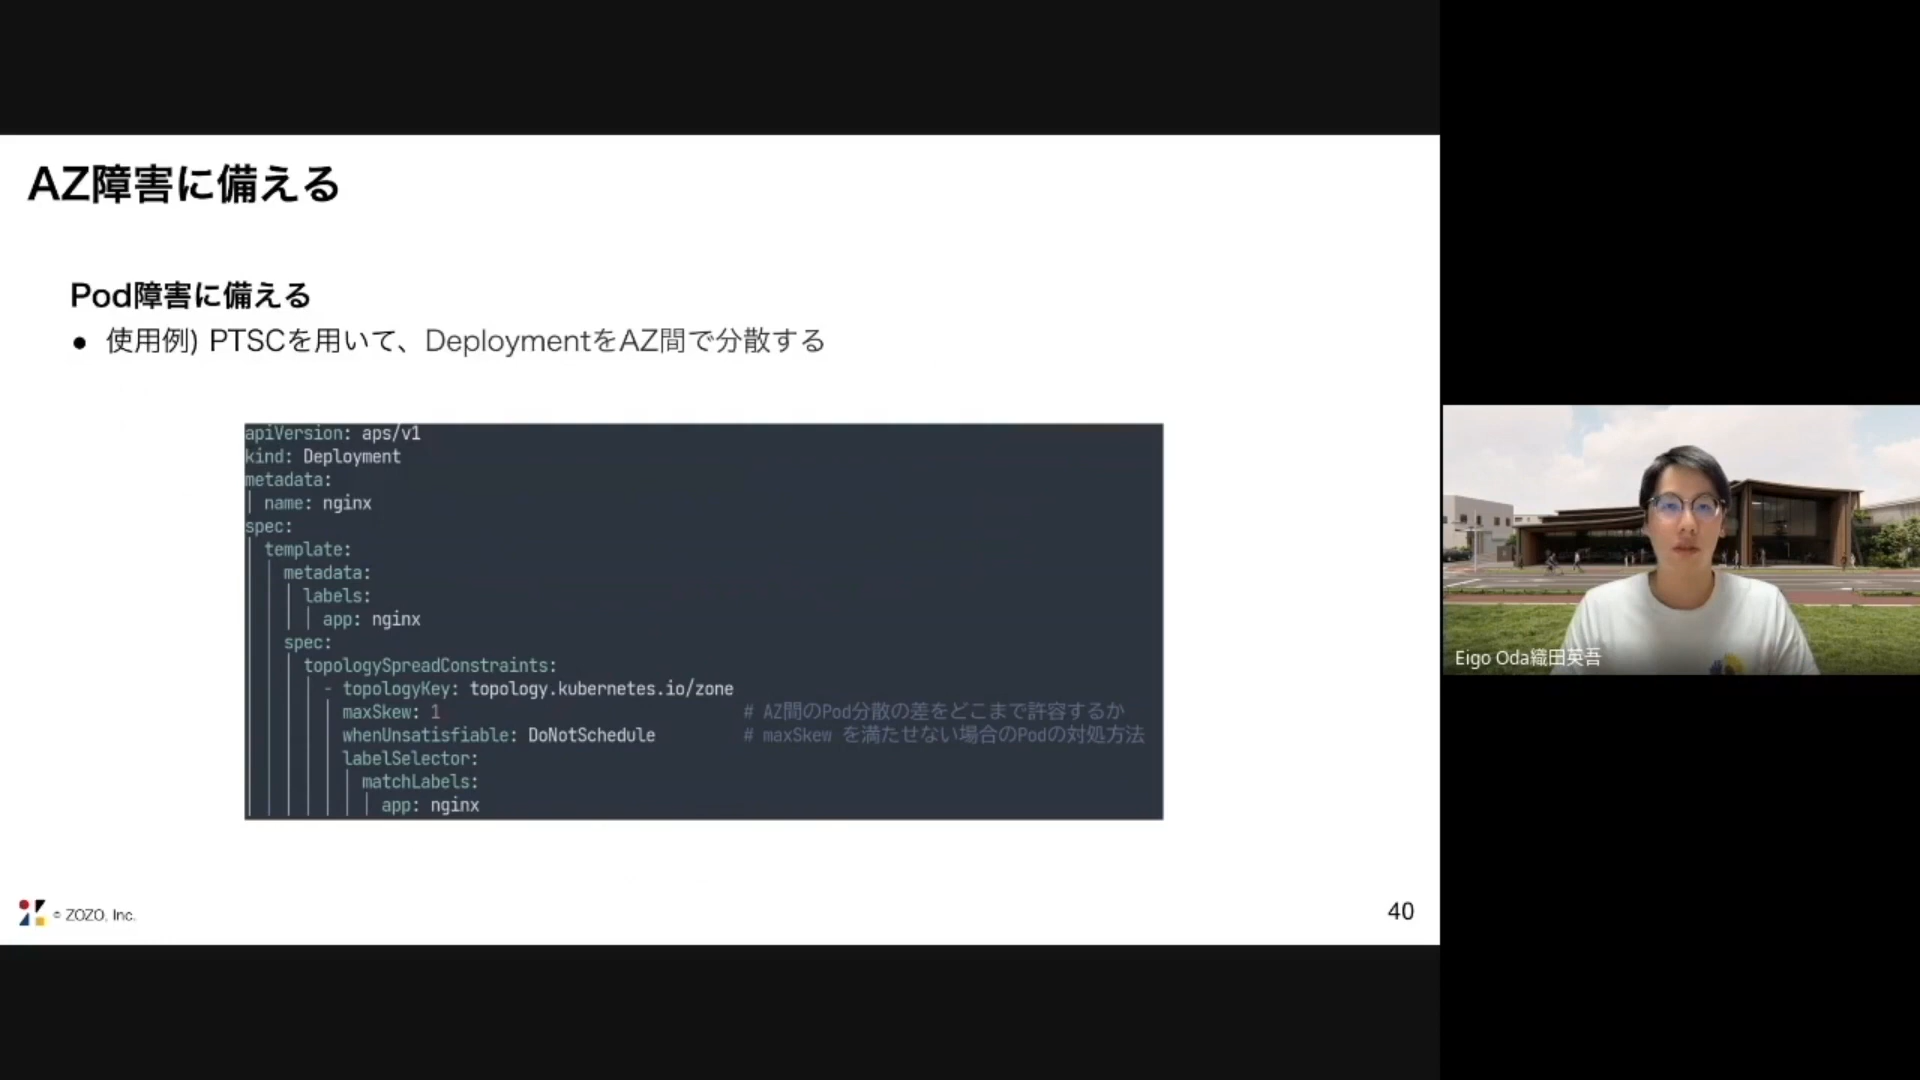 AZ障害に備える
Pod障害に備える
● 使用例) PTSCを用いて、DeploymentをAZ間で分散する
apiVersion: aps/v1
kind: Deployment
metadata:
name: nginx
spec:
template:
metadata:
labels:
app: nginx
spec:
topologySpreadConstraints:
- topologyKey: topology.kubernetes.io/zone
maxSkew: 1 # AZ間のPod分散の差をどこまで許容するか
whenUnsatisfiable: DoNotSchedule # maxSkew を満たせない場合のPodの対処方法
labelSelector:
matchLabels:
app: nginx
© ZOZO, Inc.
40
Eigo Oda織田英吾